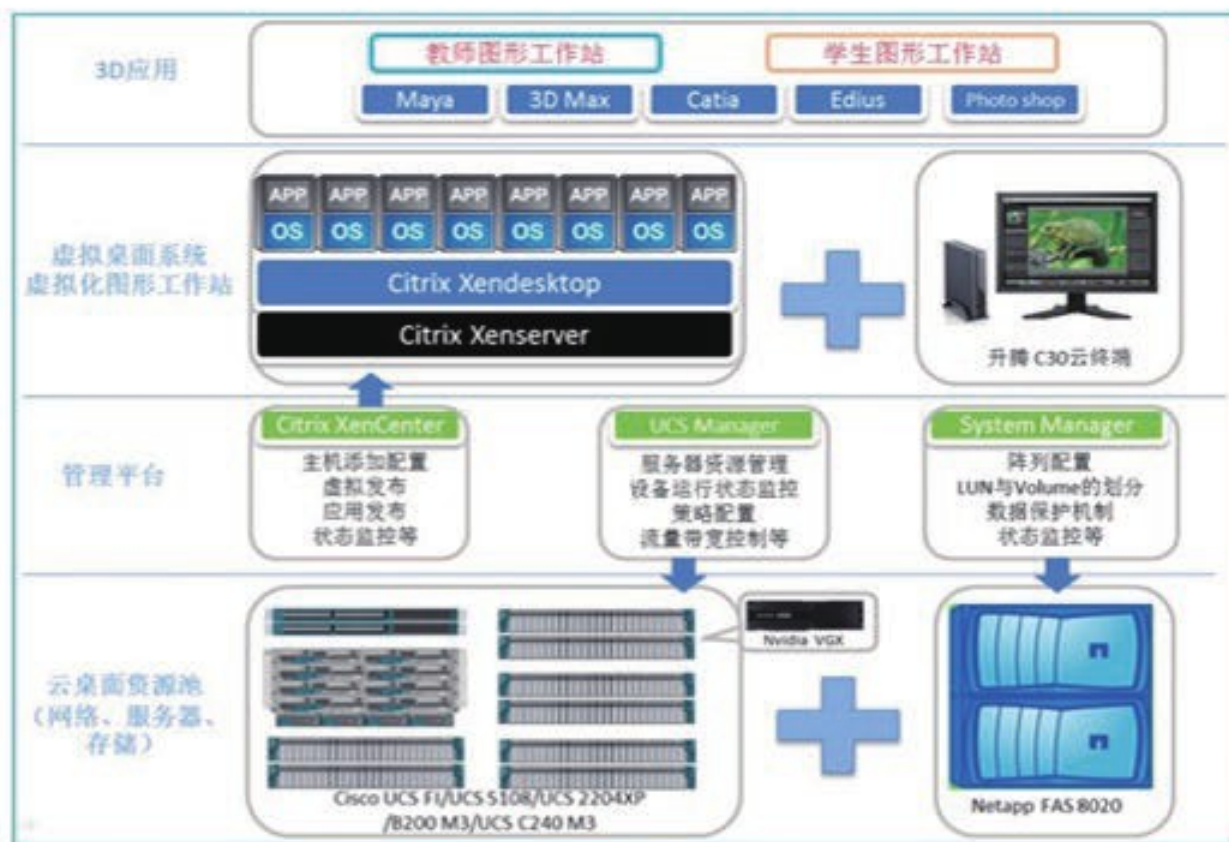 3D应用
教师图形工作站
学生图形工作站
Maya
3D Max
Catia
Edius
Photo shop
虚拟桌面系统
虚拟化图形工作站
APP APP APP APP APP APP APP APP
OS OS OS OS OS OS OS OS
Citrix Xendesktop
Citrix Xenserver
升腾 C30云终端
管理平台
Citrix XenCenter
主机添加配置
虚拟发布
应用发布
状态监控等
UCS Manager
服务器资源管理
设备运行状态监控
策略配置
流量带宽控制等
System Manager
阵列配置
LUN与Volume的划分
数据保护机制
状态监控等
云桌面资源池
(网络、服务器、
存储)
Nvidia VGX
Cisco UCS FI/UCS 5108/UCS 2204XP
/B200 M3/UCS C240 M3
Netapp FAS 8020